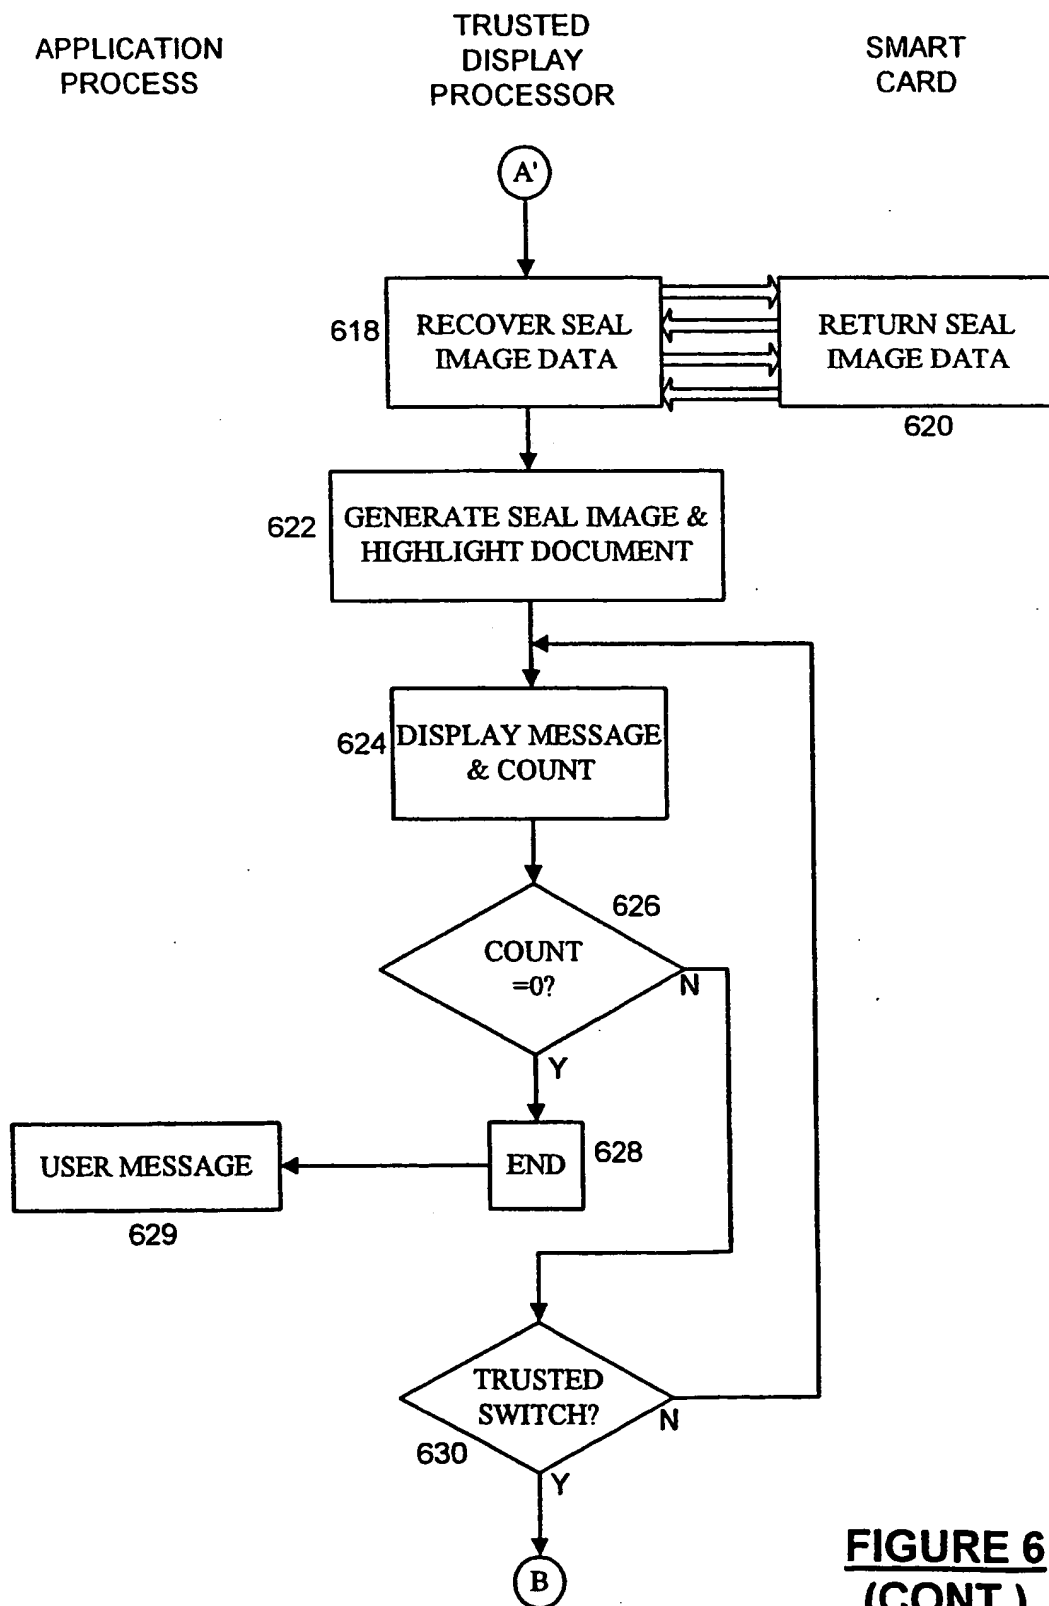 APPLICATION
PROCESS
TRUSTED
DISPLAY
PROCESSOR
SMART
CARD
A'
618
RECOVER SEAL
IMAGE DATA
RETURN SEAL
IMAGE DATA
620
622
GENERATE SEAL IMAGE &
HIGHLIGHT DOCUMENT
624
DISPLAY MESSAGE
& COUNT
626
COUNT
=0?
N
Y
USER MESSAGE
629
END
628
TRUSTED
SWITCH?
N
630
Y
B
FIGURE 6
(CONT.)